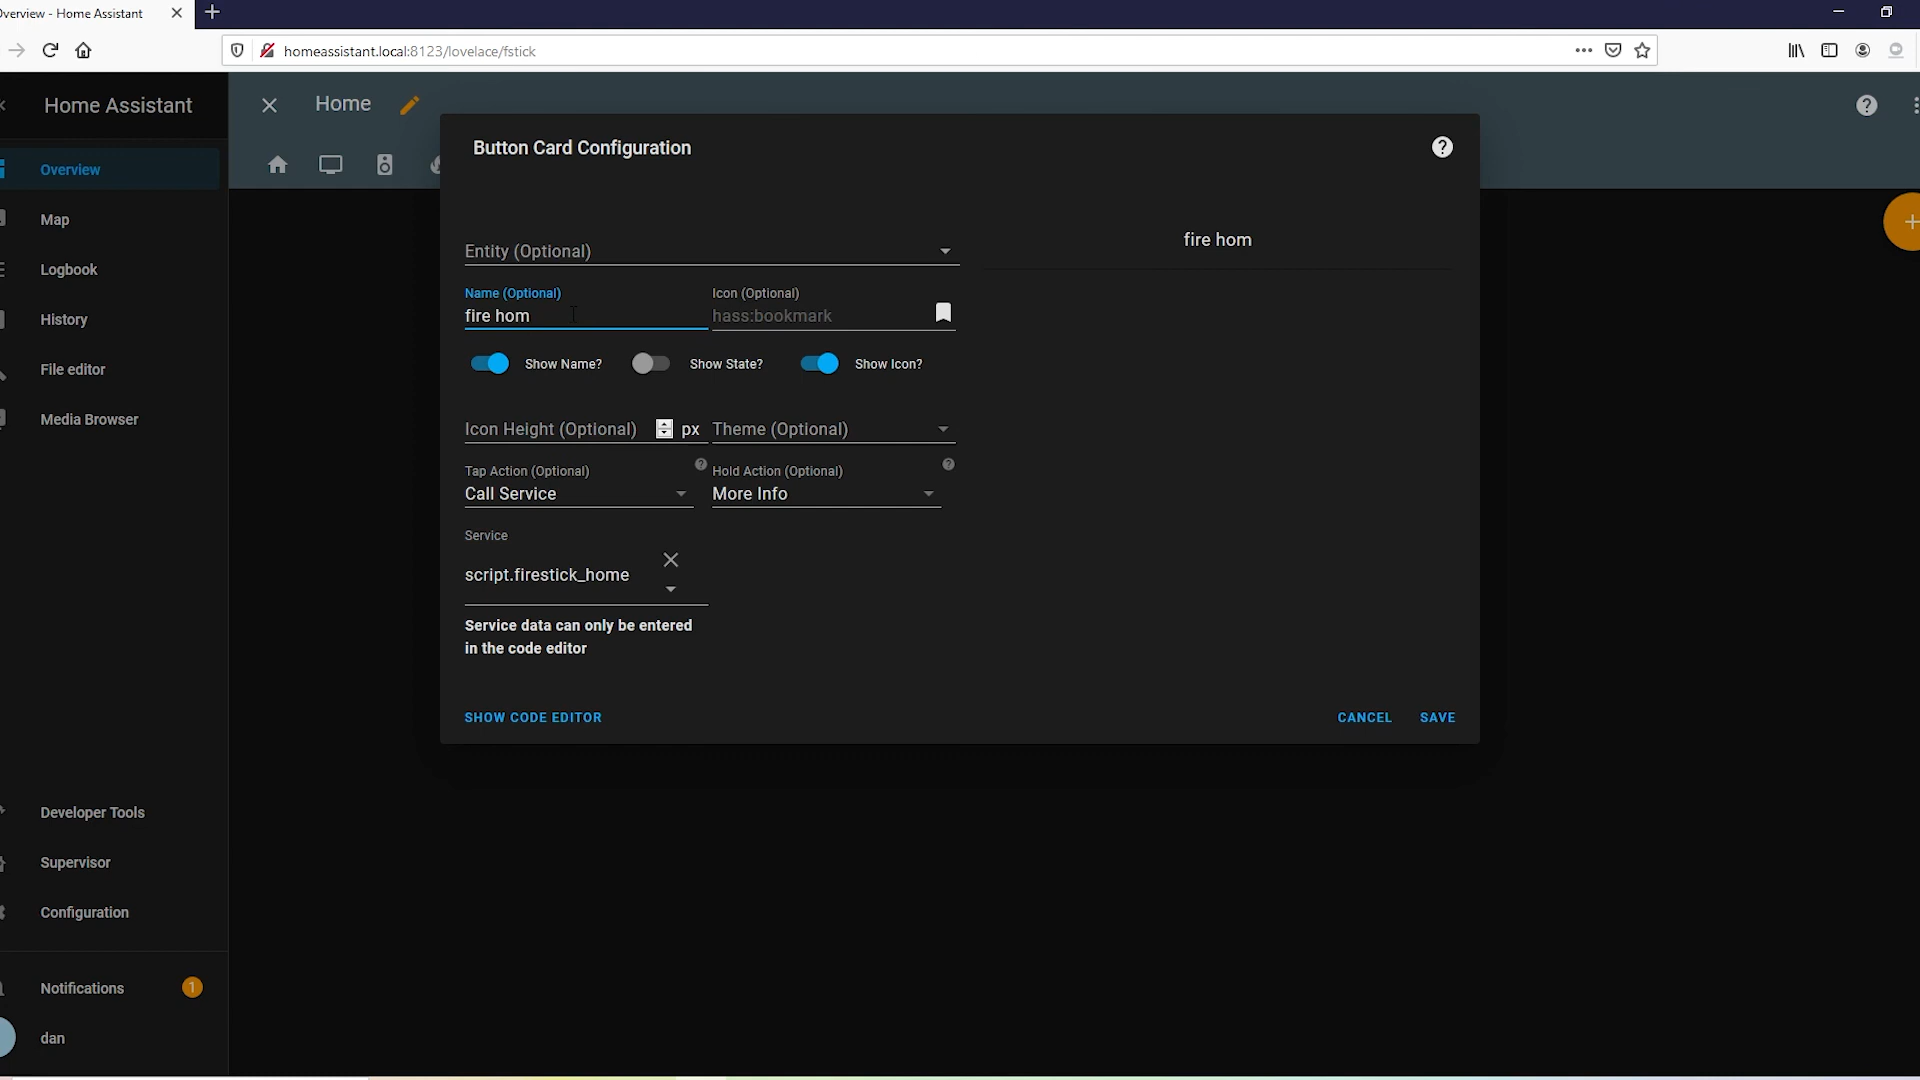 Overview - Home Assistant
homeassistant.local:8123/lovelace/fstick
Home Assistant
Home
Overview
Map
Logbook
History
File editor
Media Browser
Developer Tools
Supervisor
Configuration
Notifications
1
dan
Button Card Configuration
Entity (Optional)
Name (Optional)
fire hom
Icon (Optional)
hass:bookmark
Show Name?
Show State?
Show Icon?
Icon Height (Optional)
px
Theme (Optional)
Tap Action (Optional)
Call Service
Hold Action (Optional)
More Info
Service
script.firestick_home
Service data can only be entered
in the code editor
fire hom
SHOW CODE EDITOR
CANCEL
SAVE